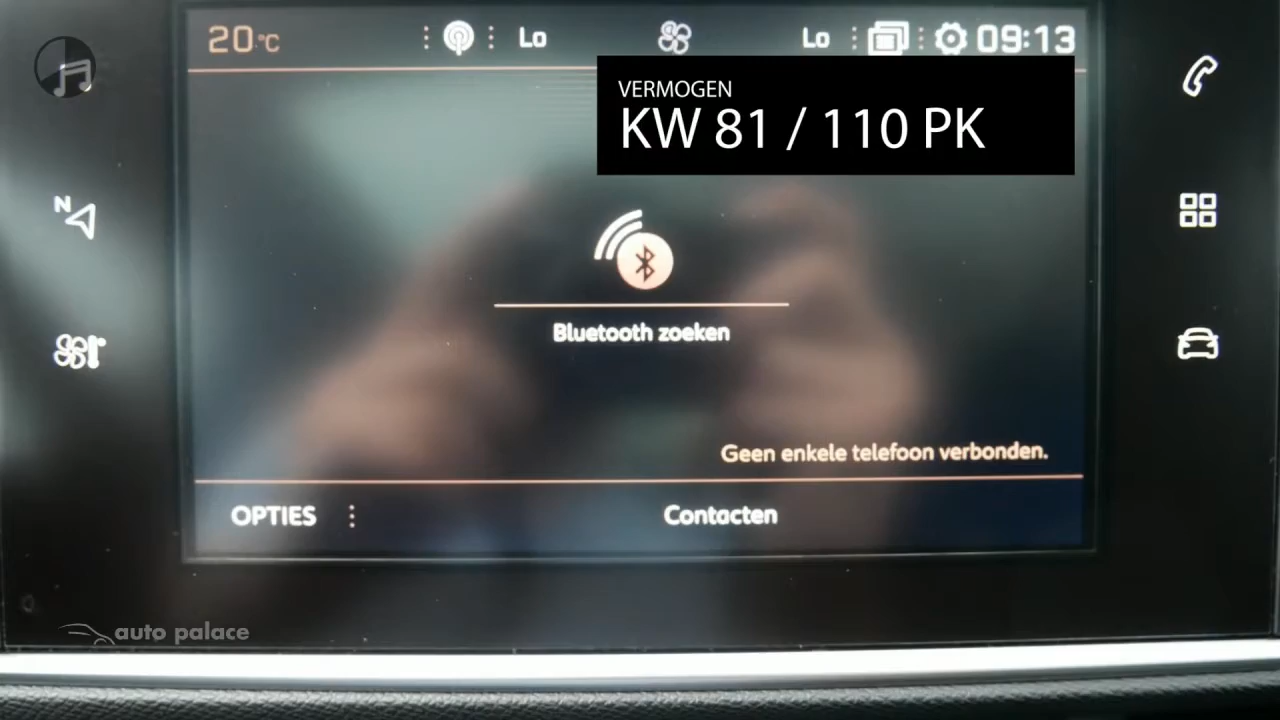 20°C
Lo
Lo
09:13
VERMOGEN
KW 81 / 110 PK
N
Bluetooth zoeken
Geen enkele telefoon verbonden.
OPTIES
Contacten
auto palace